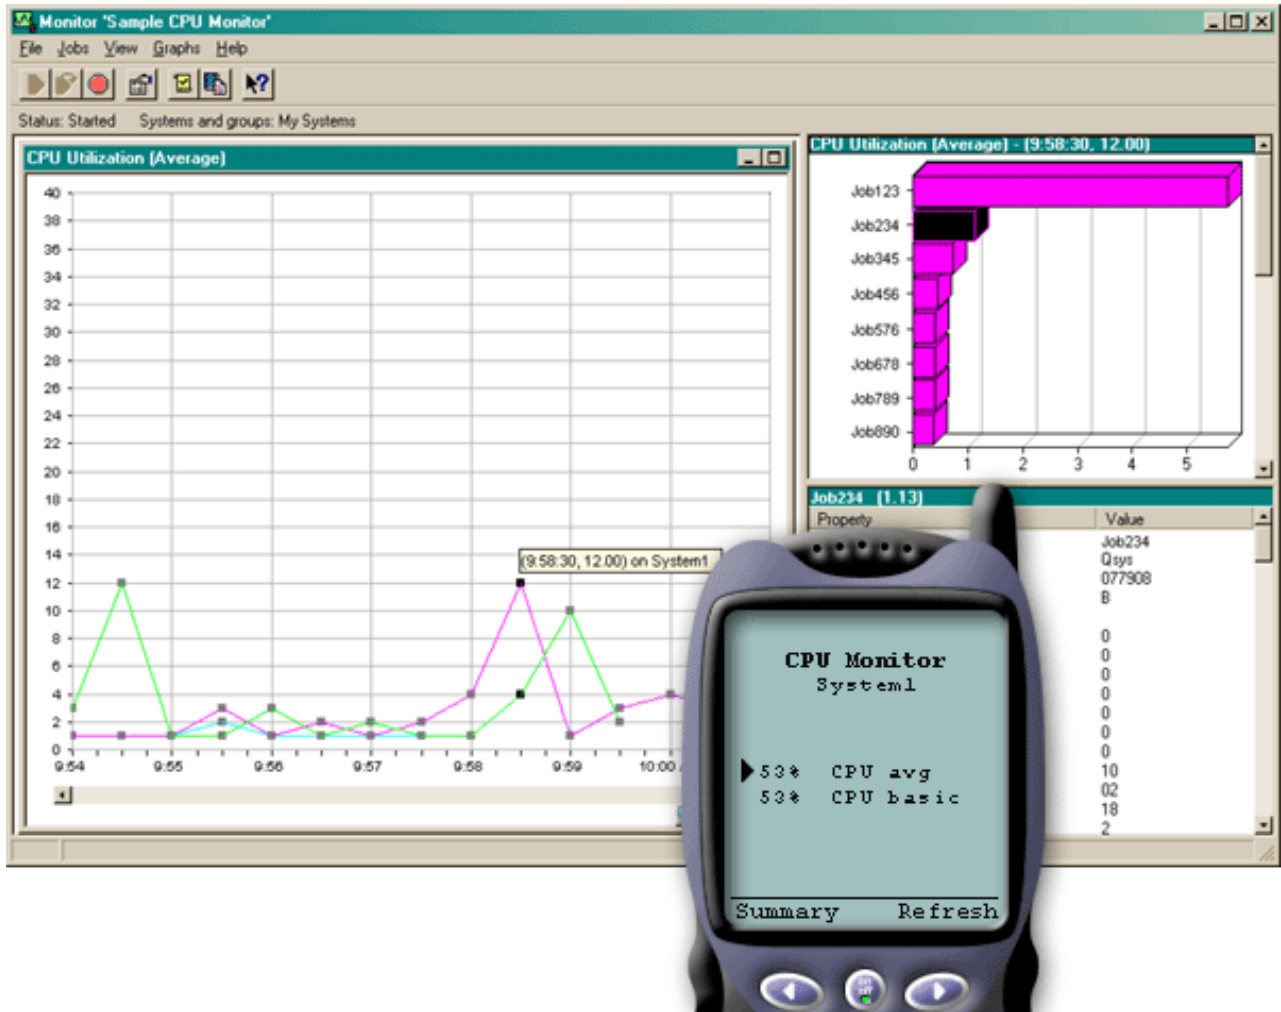 Monitor 'Sample CPU Monitor'
File Jobs View Graphs Help
Status: Started Systems and groups: My Systems
CPU Utilization (Average)
40
38
36
34
32
30
28
26
24
22
20
18
16
14
12
10
8
6
4
2
0
(9:58:30, 12.00) on System1
9:54 9:55 9:56 9:57 9:58 9:59 10:00
CPU Utilization (Average) - (9:58:30, 12.00)
Job123
Job234
Job345
Job456
Job576
Job678
Job789
Job890
0 1 2 3 4 5
Job234 (1.13)
Property Value
Job234
Qsys
077908
B
0
0
0
0
0
0
0
10
02
18
2
CPU Monitor
System1
53% CPU avg
53% CPU basic
Summary Refresh